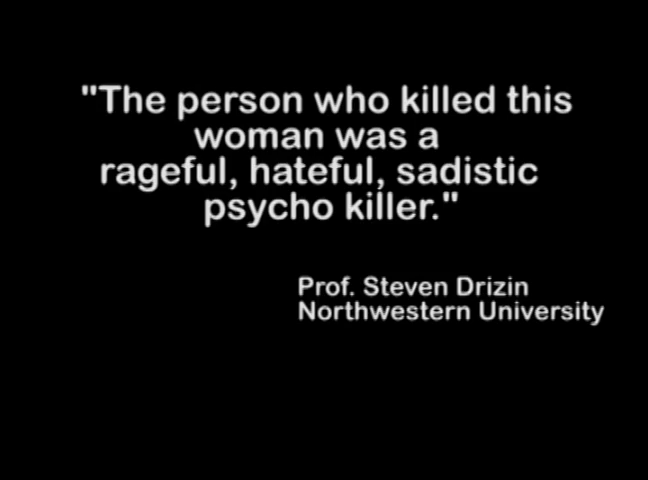 "The person who killed this
woman was a
rageful, hateful, sadistic
psycho killer."
Prof. Steven Drizin
Northwestern University